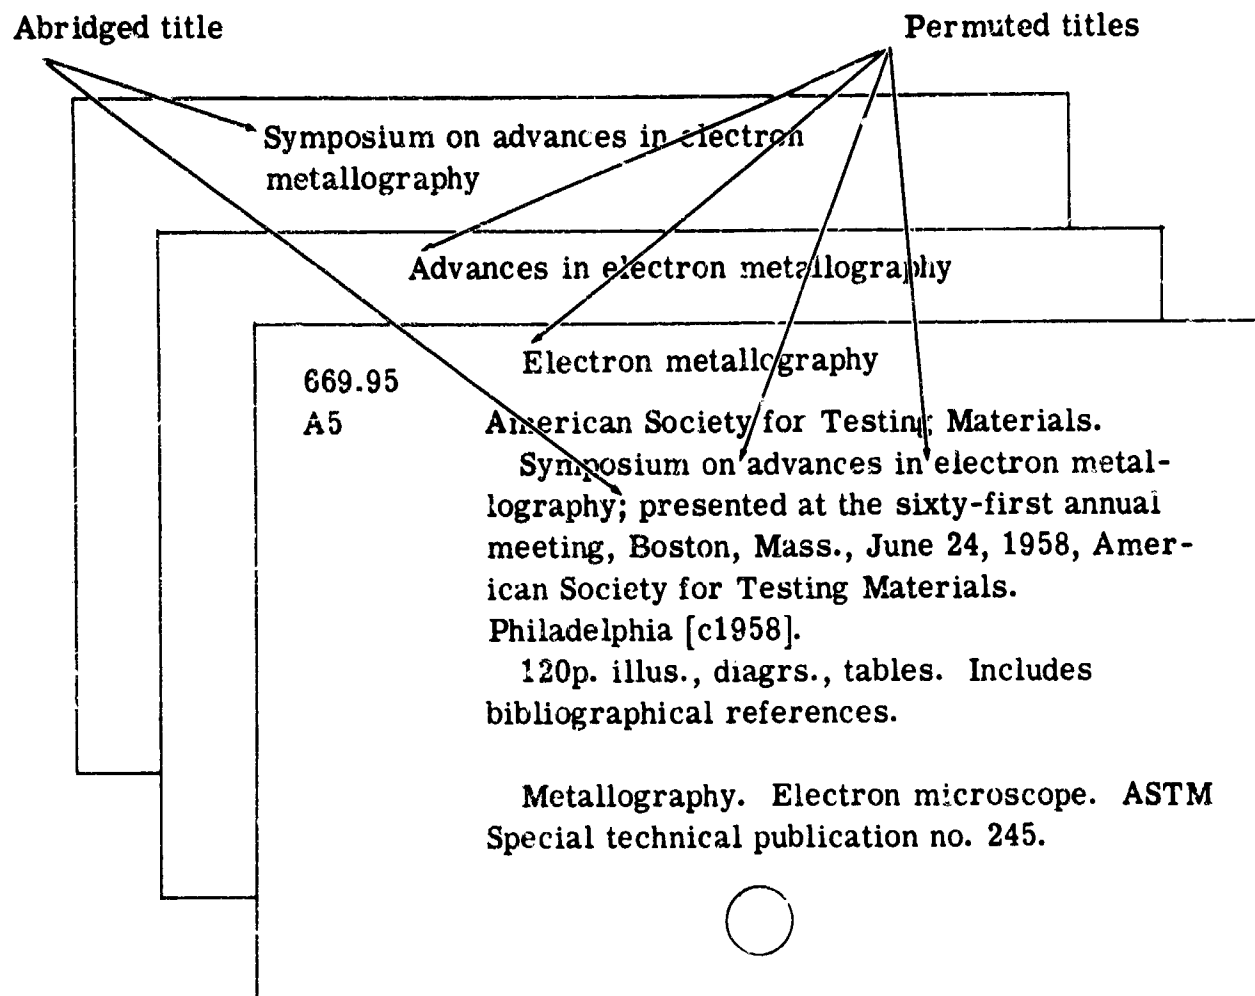 Abridged title
Permuted titles
Symposium on advances in electron
metallography
Advances in electron metallography
Electron metallography
669.95
A5
American Society for Testing Materials.
Symposium on advances in electron metal-
lography; presented at the sixty-first annual
meeting, Boston, Mass., June 24, 1958, Amer-
ican Society for Testing Materials.
Philadelphia [c1958].
120p. illus., diagrs., tables. Includes
bibliographical references.
Metallography. Electron microscope. ASTM
Special technical publication no. 245.